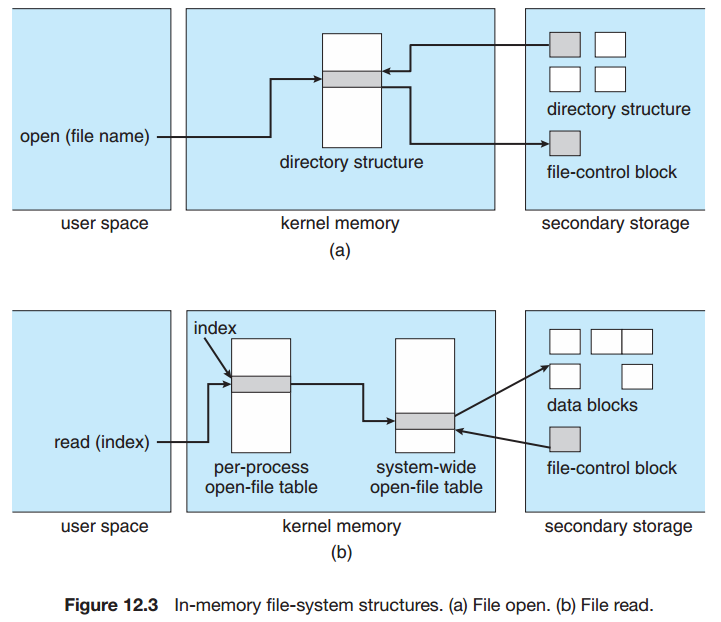 open (file name)
directory structure
directory structure
file-control block
user space
kernel memory
secondary storage
(a)
index
read (index)
per-process
open-file table
system-wide
open-file table
data blocks
file-control block
user space
kernel memory
secondary storage
(b)
Figure 12.3 In-memory file-system structures. (a) File open. (b) File read.